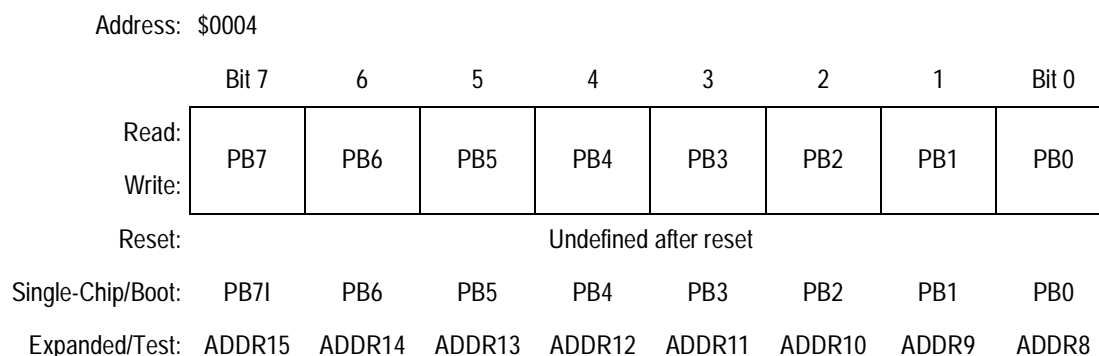 Address: $0004
Bit 7 6 5 4 3 2 1 Bit 0
Read:
PB7 PB6 PB5 PB4 PB3 PB2 PB1 PB0
Write:
Reset: Undefined after reset
Single-Chip/Boot: PB7I PB6 PB5 PB4 PB3 PB2 PB1 PB0
Expanded/Test: ADDR15 ADDR14 ADDR13 ADDR12 ADDR11 ADDR10 ADDR9 ADDR8